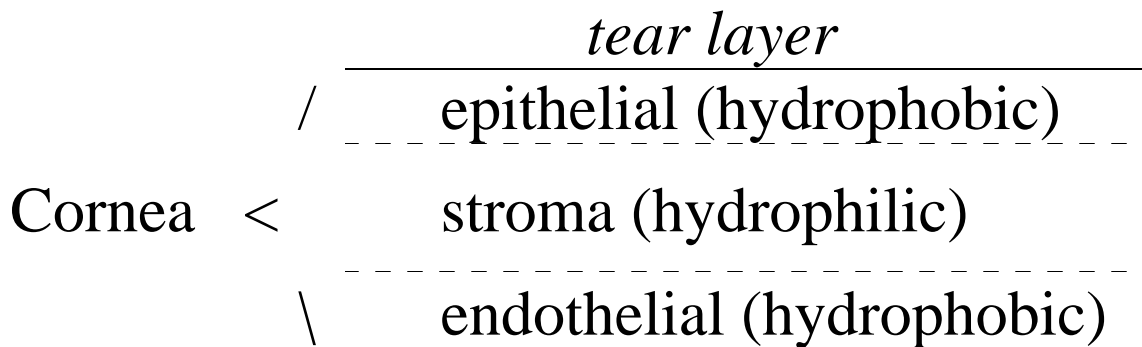 tear layer
/ epithelial (hydrophobic)
Cornea < stroma (hydrophilic)
\ endothelial (hydrophobic)